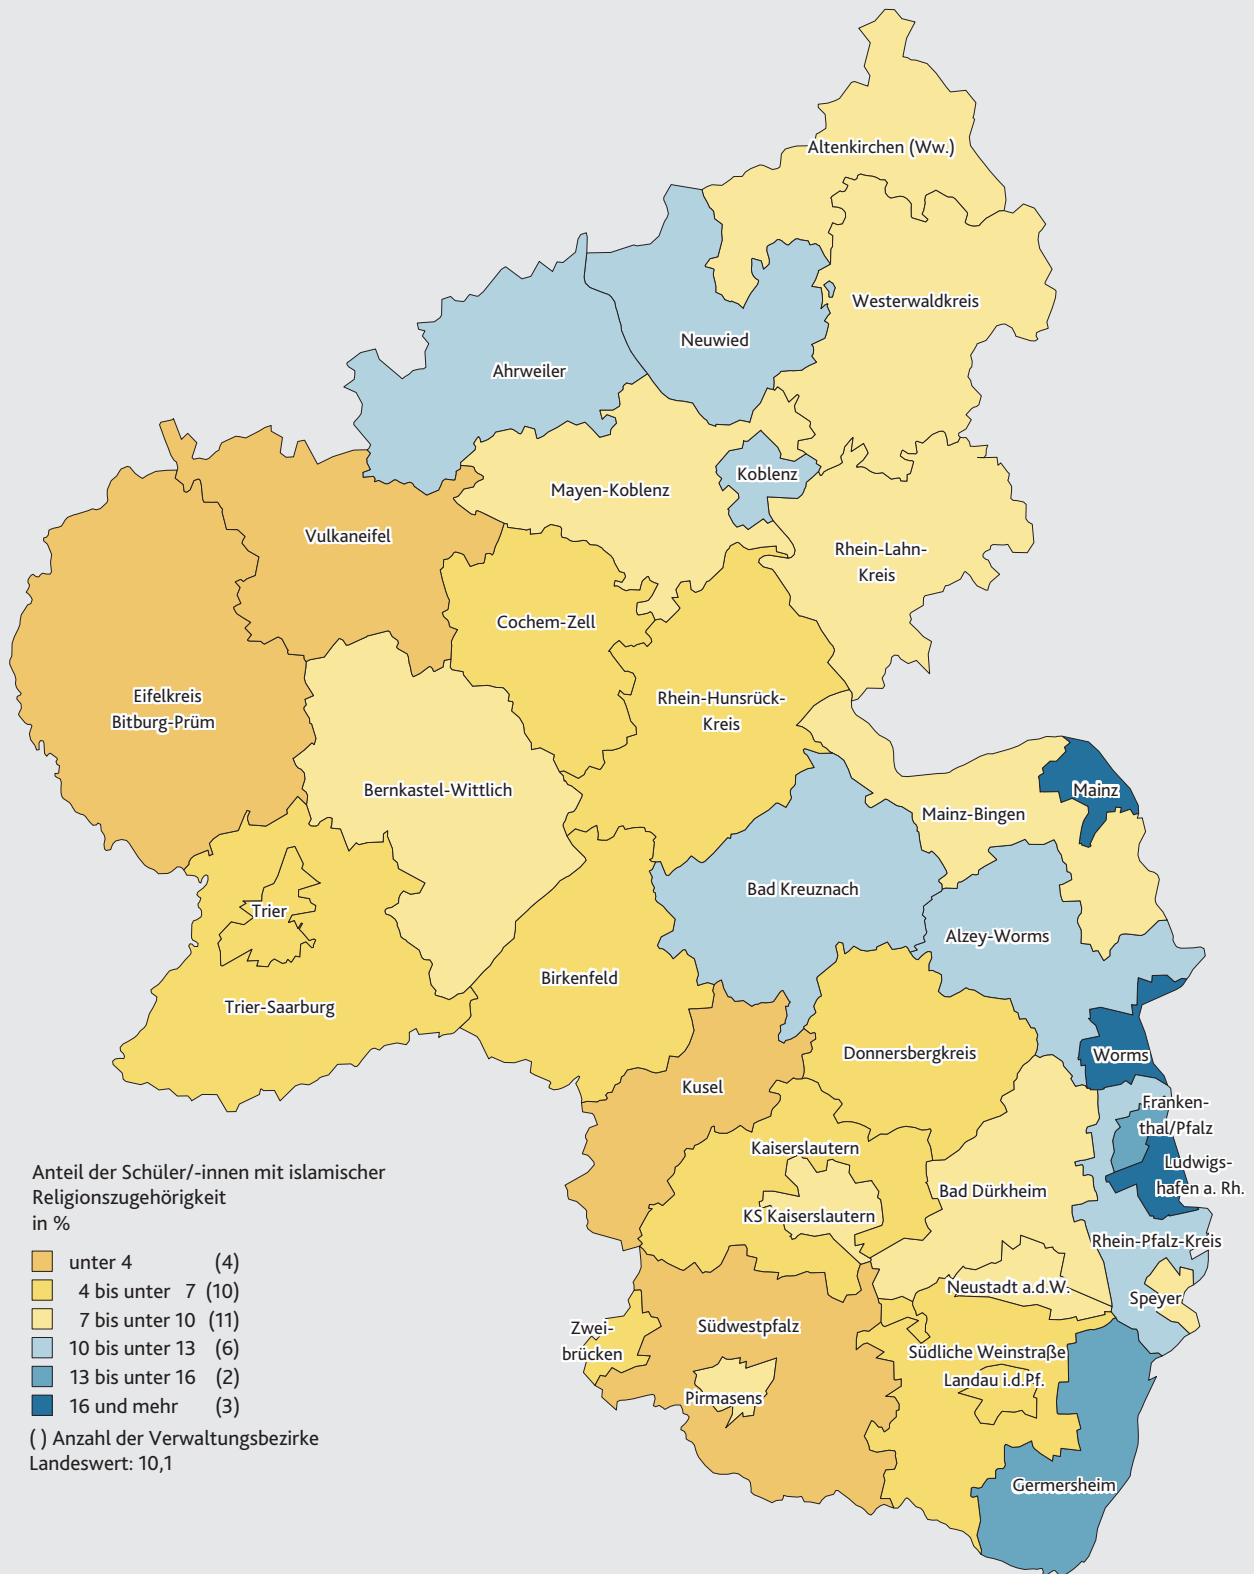 Altenkirchen (Ww.)
Westerwaldkreis
Neuwied
Ahrweiler
Koblenz
Mayen-Koblenz
Vulkaneifel
Rhein-Lahn-
Kreis
Cochem-Zell
Eifelkreis
Bitburg-Prüm
Rhein-Hunsrück-
Kreis
Bernkastel-Wittlich
Mainz
Mainz-Bingen
Bad Kreuznach
Trier
Alzey-Worms
Birkenfeld
Trier-Saarburg
Donnersbergkreis
Worms
Kusel
Franken-
thal/Pfalz
Kaiserslautern
Ludwigs-
hafen a. Rh.
Bad Dürkheim
KS Kaiserslautern
Rhein-Pfalz-Kreis
Neustadt a.d.W.
Speyer
Südwestpfalz
Zwei-
brücken
Südliche Weinstraße
Landau i.d.Pf.
Pirmasens
Germersheim
Anteil der Schüler/-innen mit islamischer
Religionszugehörigkeit
in %
unter 4 (4)
4 bis unter 7 (10)
7 bis unter 10 (11)
10 bis unter 13 (6)
13 bis unter 16 (2)
16 und mehr (3)
( ) Anzahl der Verwaltungsbezirke
Landeswert: 10,1